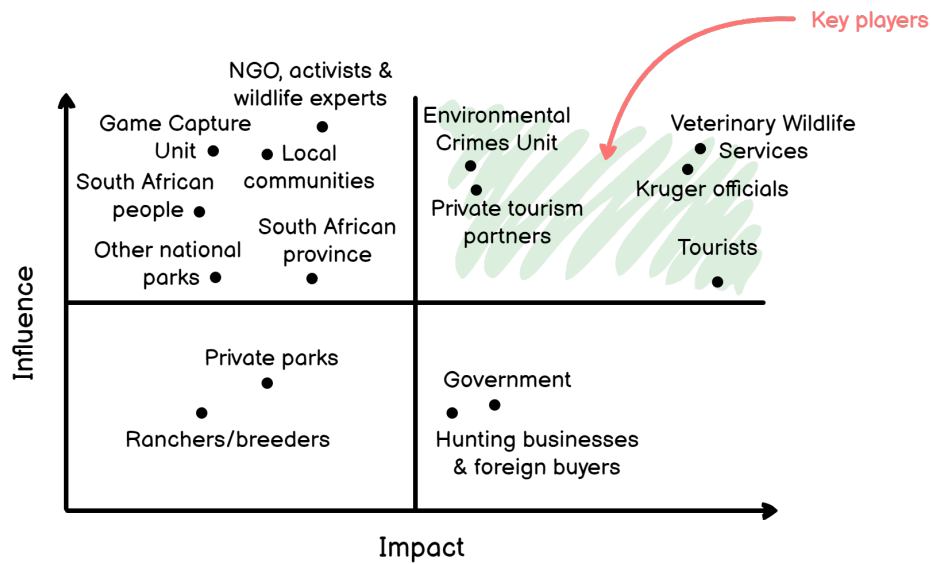 Key players
NGO, activists &
wildlife experts
Game Capture
Unit
Local
communities
South African
people
South African
province
Other national
parks
Environmental
Crimes Unit
Private tourism
partners
Veterinary Wildlife
Services
Kruger officials
Tourists
Influence
Private parks
Ranchers/breeders
Government
Hunting businesses
& foreign buyers
Impact